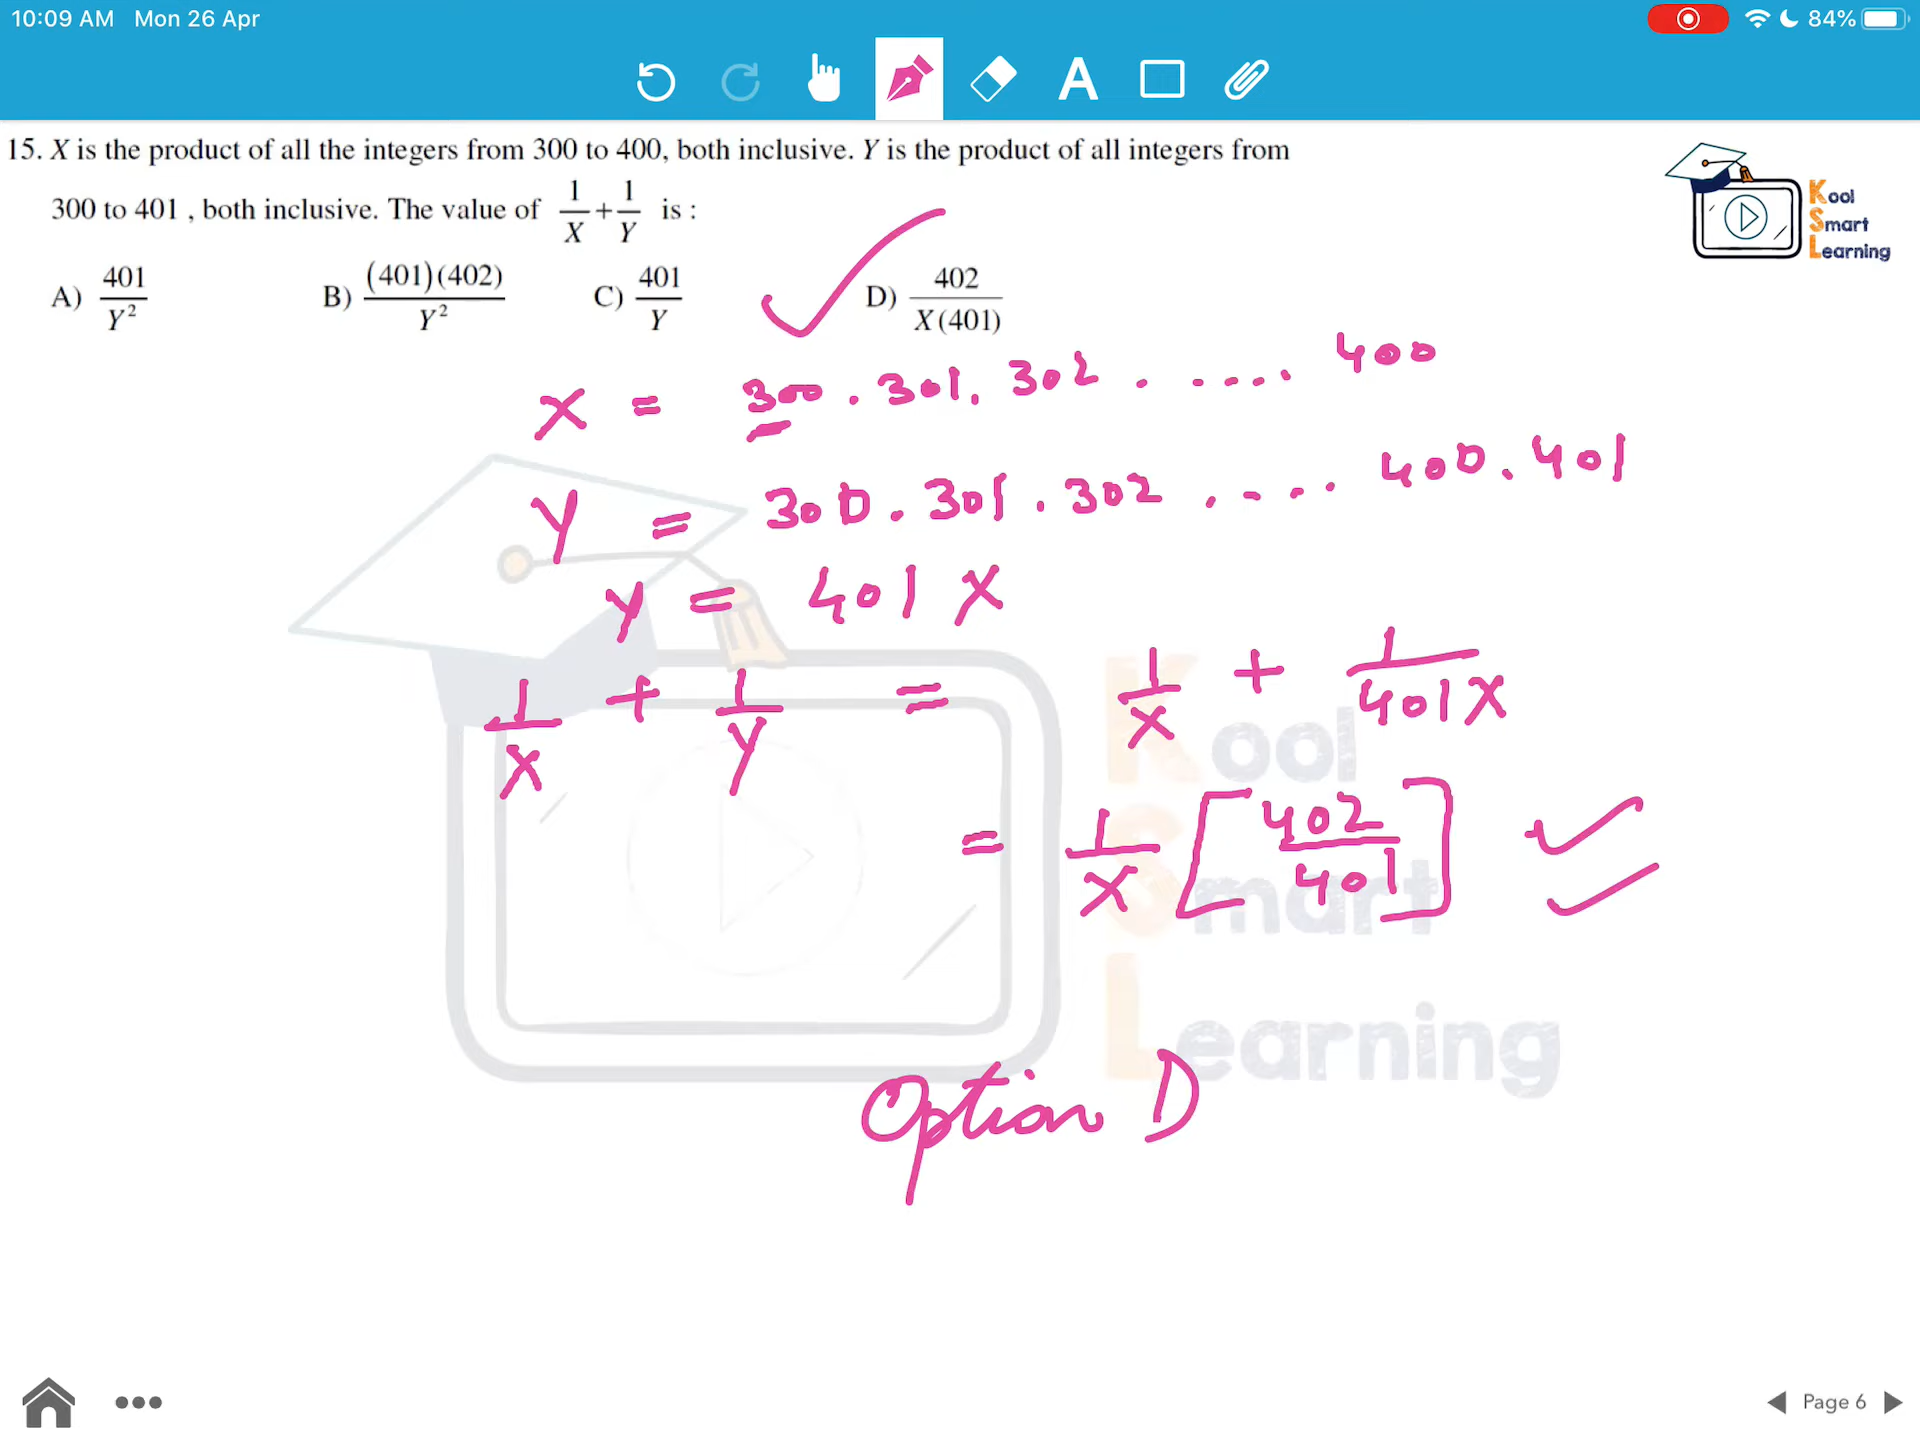 10:09 AM Mon 26 Apr 84%
A
15. X is the product of all the integers from 300 to 400, both inclusive. Y is the product of all integers from
300 to 401 , both inclusive. The value of 1/X + 1/Y is :
A) 401/Y² B) (401)(402)/Y² C) 401/Y D) 402/X(401)
Kool
Smart
Learning
X = 300 . 301 . 302 . .... 400
Y = 300 . 301 . 302 . .... 400 . 401
Y = 401 X
1/X + 1/Y = 1/X + 1/401X
= 1/X [402/401]
Kool
Smart
Learning
Option D
Page 6